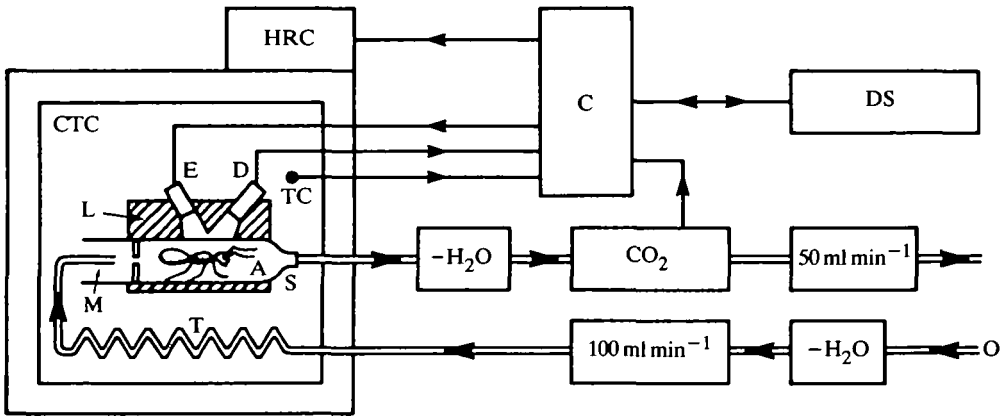 HRC
C
DS
CTC
E
D
TC
L
A
S
M
T
−H₂O
CO₂
50 ml min⁻¹
100 ml min⁻¹
−H₂O
O